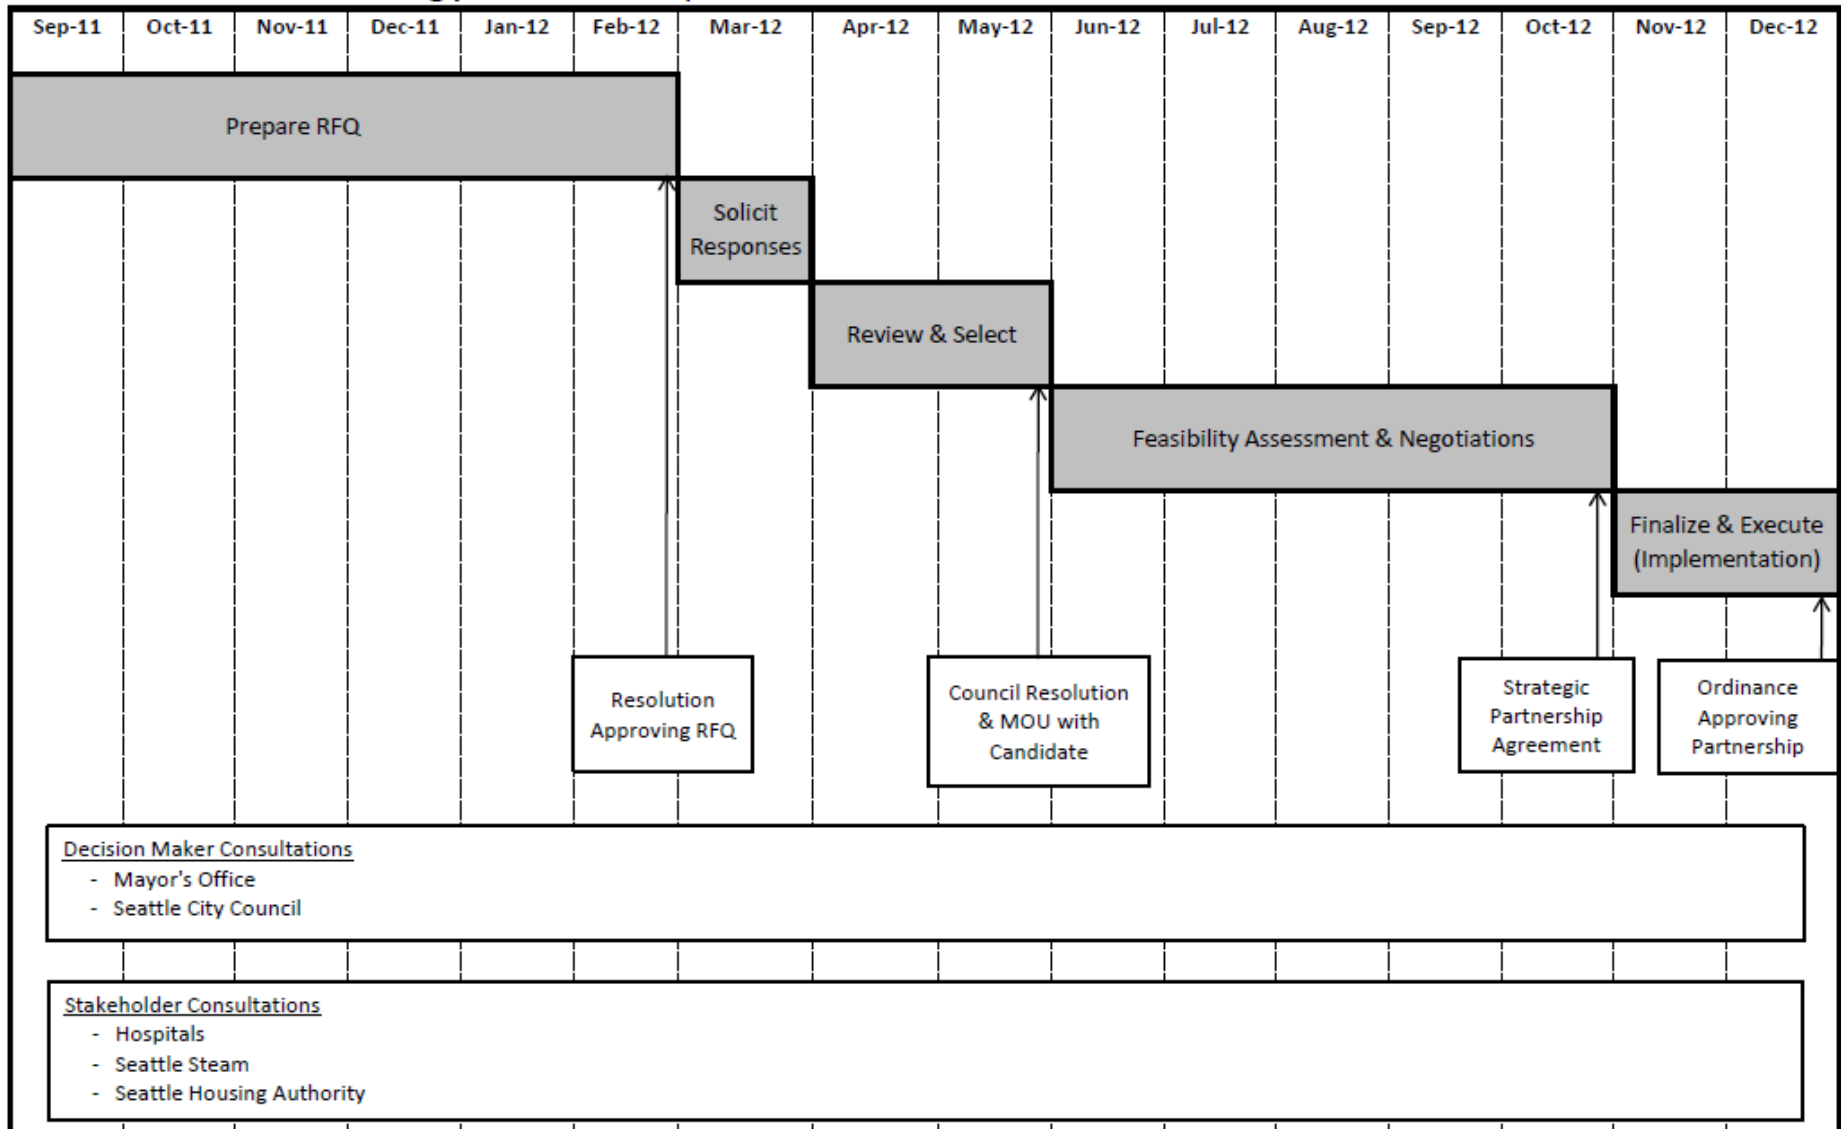 Sep-11 Oct-11 Nov-11 Dec-11 Jan-12 Feb-12 Mar-12 Apr-12 May-12 Jun-12 Jul-12 Aug-12 Sep-12 Oct-12 Nov-12 Dec-12
Prepare RFQ
Solicit
Responses
Review & Select
Feasibility Assessment & Negotiations
Finalize & Execute
(Implementation)
Resolution
Approving RFQ
Council Resolution
& MOU with
Candidate
Strategic
Partnership
Agreement
Ordinance
Approving
Partnership
Decision Maker Consultations
- Mayor's Office
- Seattle City Council
Stakeholder Consultations
- Hospitals
- Seattle Steam
- Seattle Housing Authority